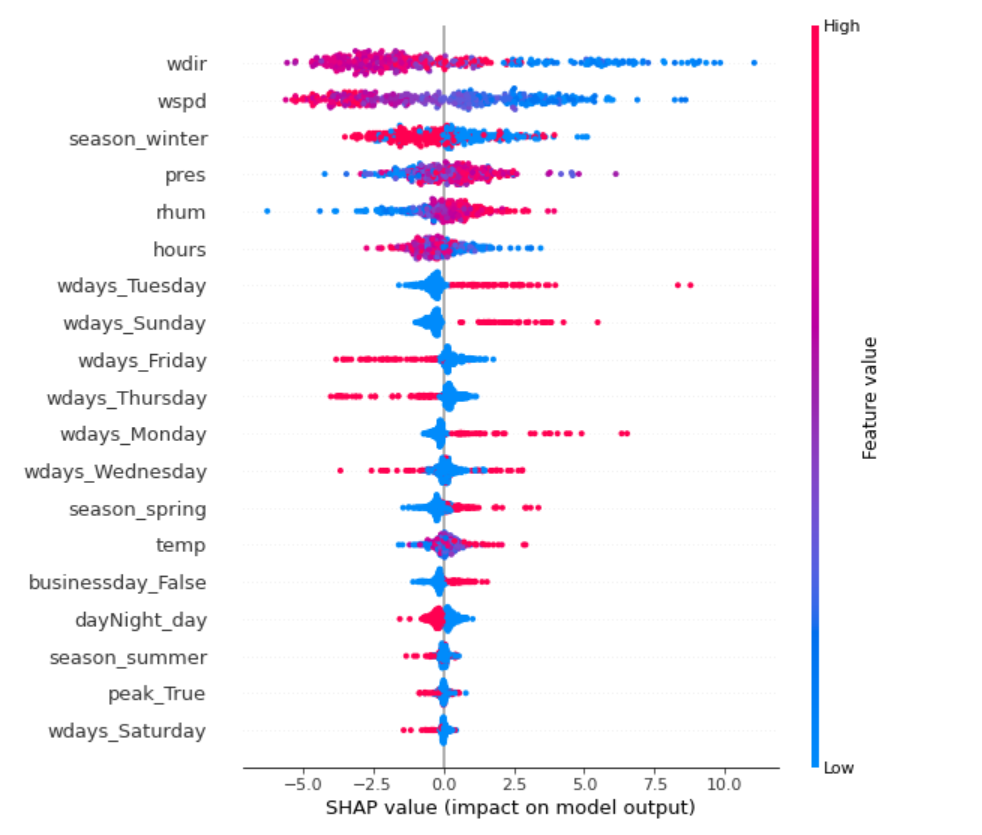 High
wdir
wspd
season_winter
pres
rhum
hours
wdays_Tuesday
wdays_Sunday
wdays_Friday
wdays_Thursday
wdays_Monday
wdays_Wednesday
season_spring
temp
businessday_False
dayNight_day
season_summer
peak_True
wdays_Saturday
Feature value
Low
−5.0 −2.5 0.0 2.5 5.0 7.5 10.0
SHAP value (impact on model output)